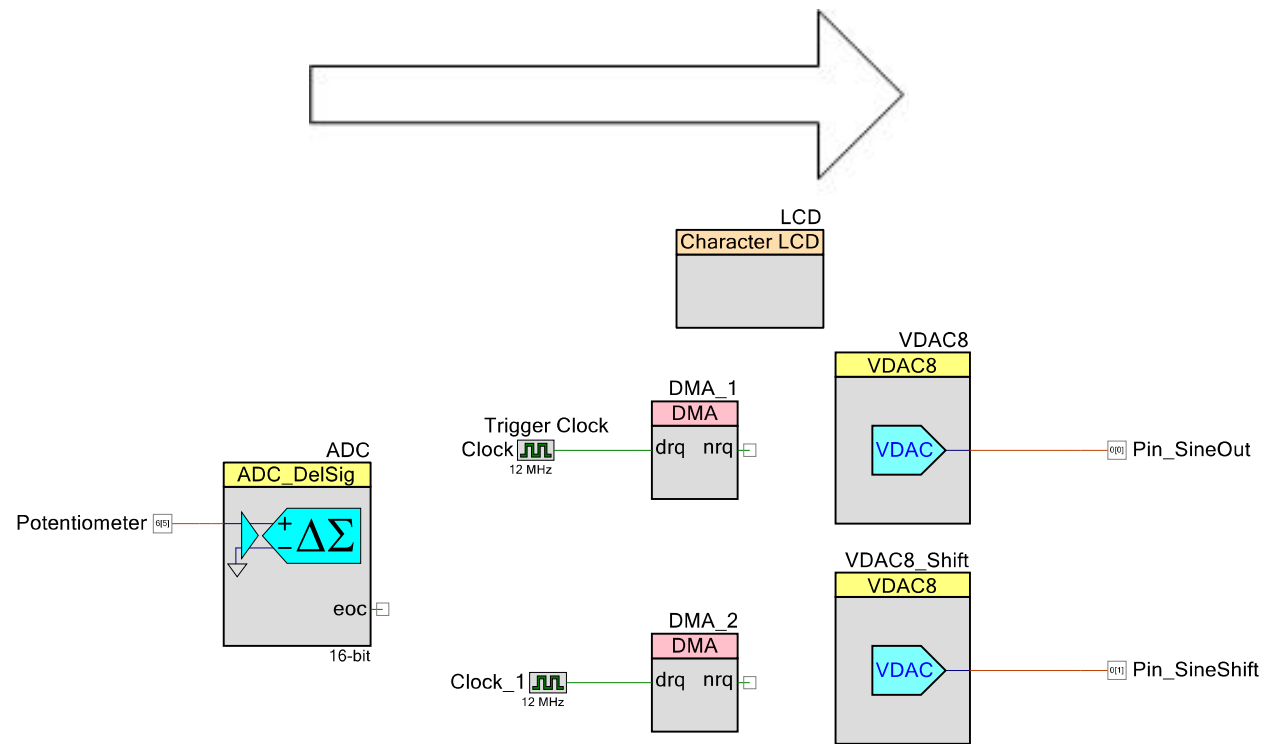 LCD
Character LCD
VDAC8
VDAC8
VDAC
0[0]
Pin_SineOut
DMA_1
DMA
drq
nrq
Trigger Clock
Clock
12 MHz
ADC
ADC_DelSig
Potentiometer
6[5]
+
−
ΔΣ
eoc
16-bit
VDAC8_Shift
VDAC8
VDAC
0[1]
Pin_SineShift
DMA_2
DMA
drq
nrq
Clock_1
12 MHz